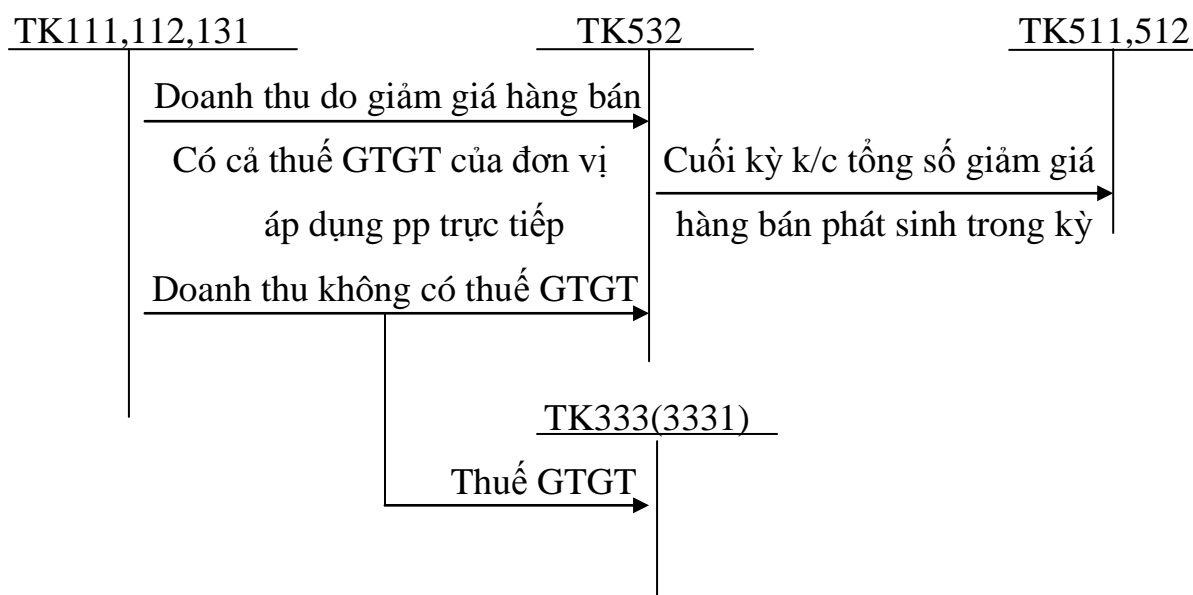 TK111,112,131 TK532 TK511,512
Doanh thu do giảm giá hàng bán
Có cả thuế GTGT của đơn vị
áp dụng pp trực tiếp
Cuối kỳ k/c tổng số giảm giá
hàng bán phát sinh trong kỳ
Doanh thu không có thuế GTGT
TK333(3331)
Thuế GTGT